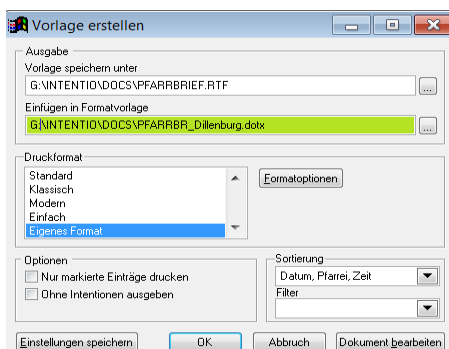 Vorlage erstellen
Ausgabe
Vorlage speichern unter
G:\INTENTIO\DOCS\PFARRBRIEF.RTF
...
Einfügen in Formatvorlage
G:\INTENTIO\DOCS\PFARRBR_Dillenburg.dotx
...
Druckformat
Standard
Klassisch
Modern
Einfach
Eigenes Format
Formatoptionen
Optionen
Nur markierte Einträge drucken
Ohne Intentionen ausgeben
Sortierung
Datum, Pfarrei, Zeit
Filter
Einstellungen speichern
OK
Abbruch
Dokument bearbeiten